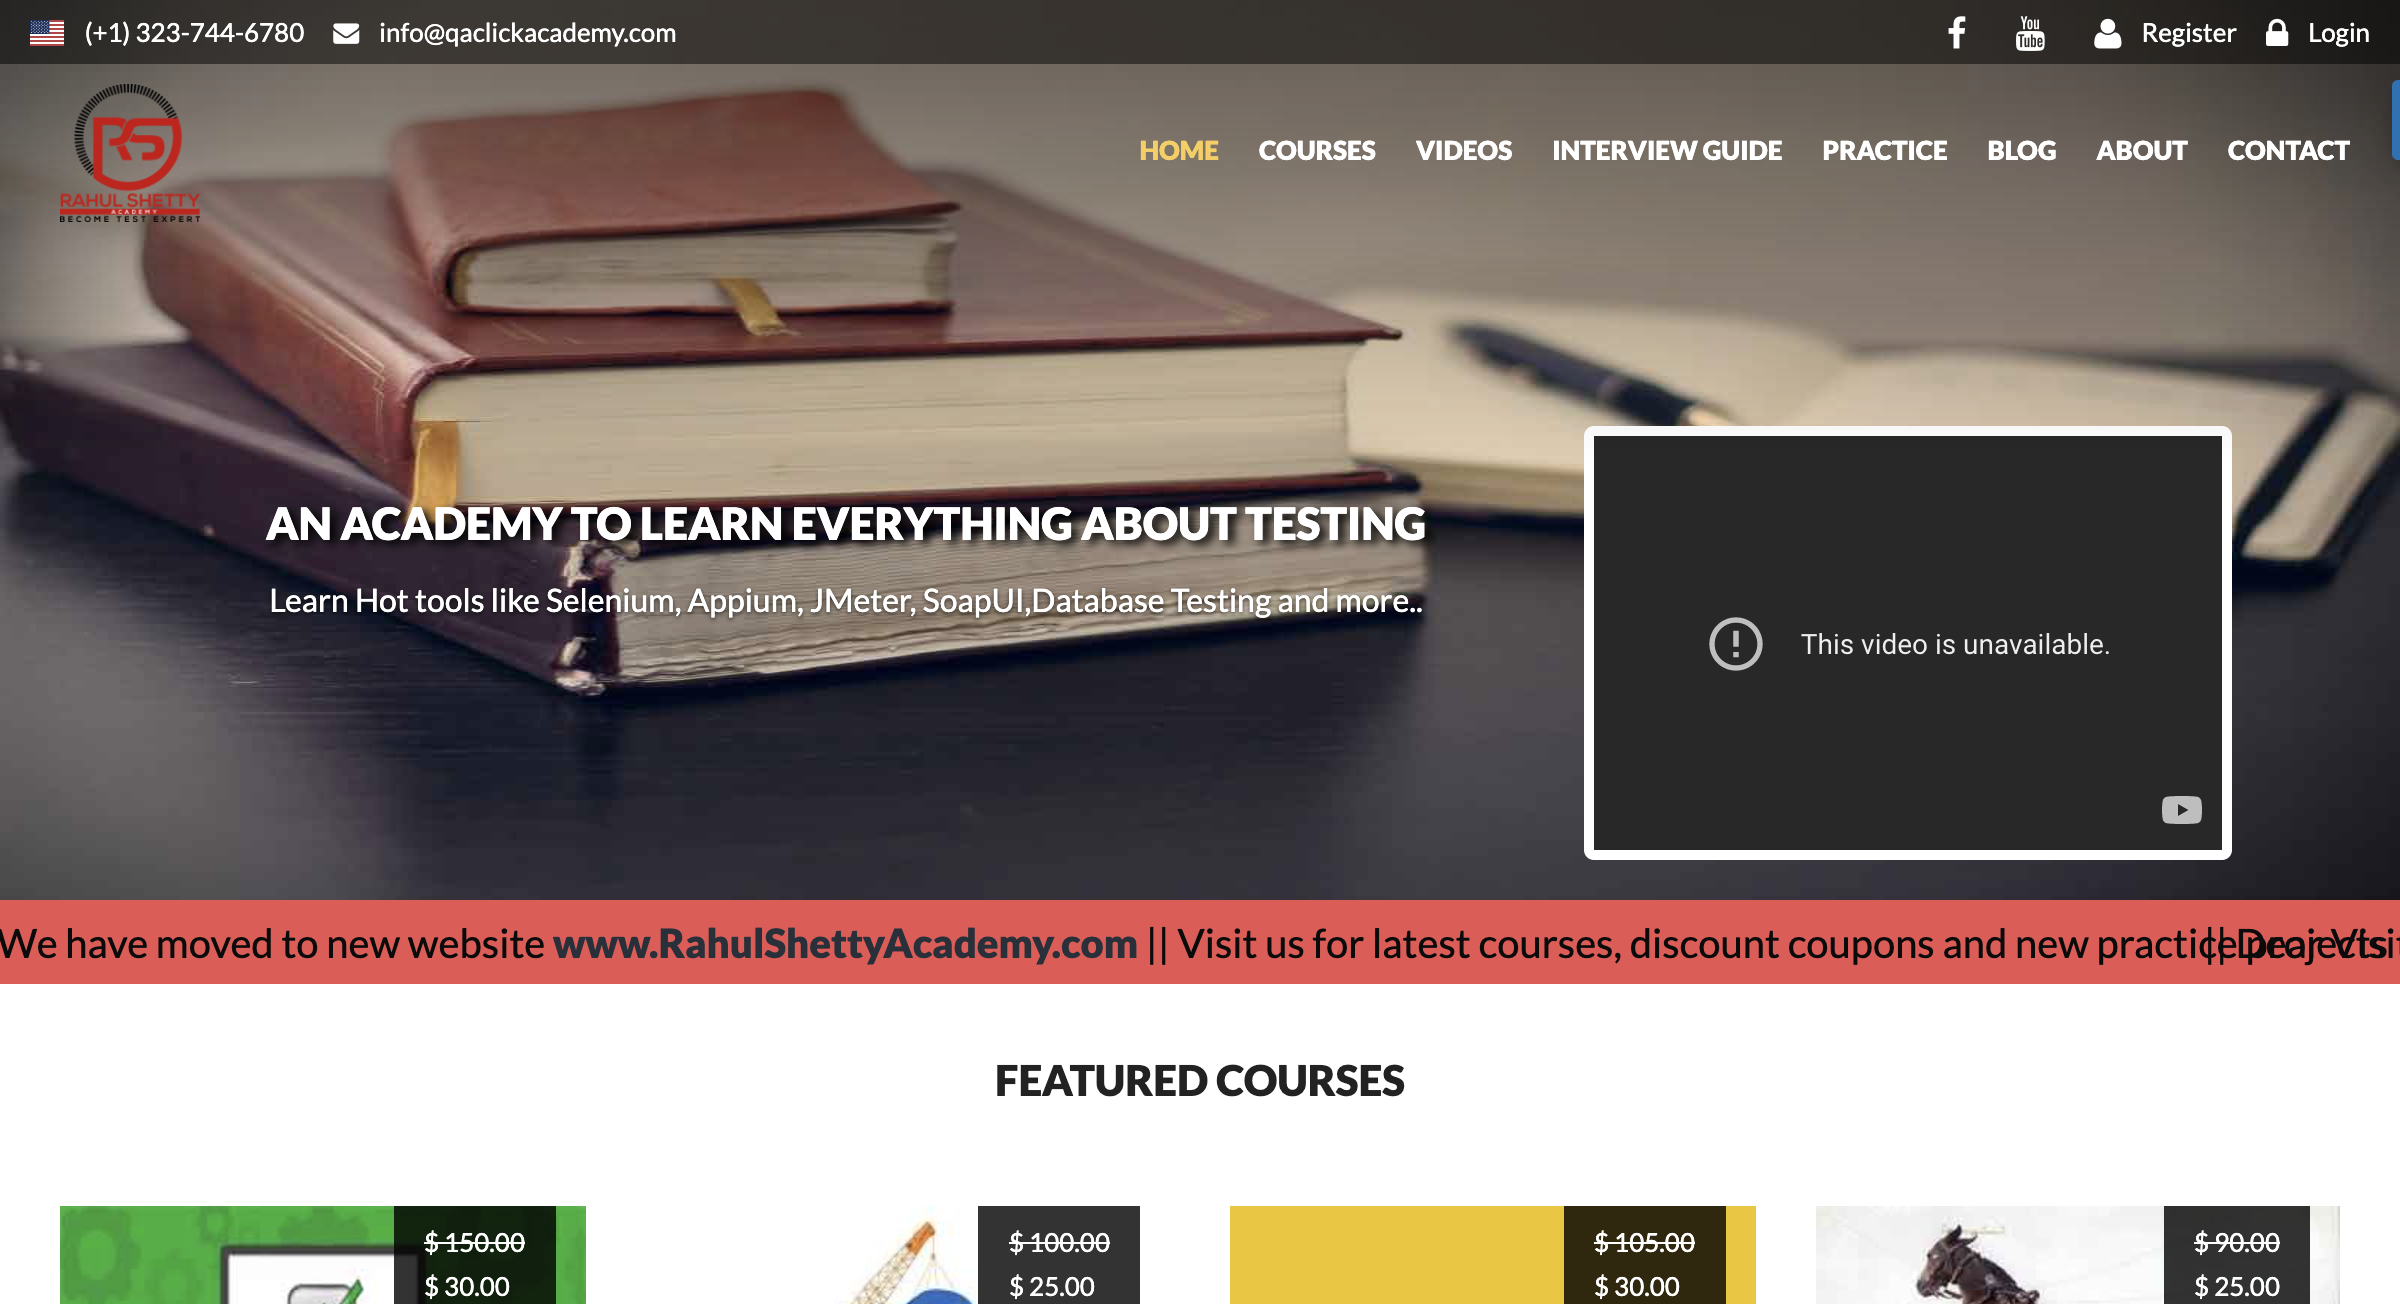 (+1) 323-744-6780 info@qaclickacademy.com
You Tube Register Login
RS
RAHUL SHETTY
ACADEMY
BECOME TEST EXPERT
HOME COURSES VIDEOS INTERVIEW GUIDE PRACTICE BLOG ABOUT CONTACT
AN ACADEMY TO LEARN EVERYTHING ABOUT TESTING
Learn Hot tools like Selenium, Appium, JMeter, SoapUI,Database Testing and more..
This video is unavailable.
We have moved to new website www.RahulShettyAcademy.com || Visit us for latest courses, discount coupons and new practice projects
FEATURED COURSES
$ 150.00
$ 30.00
$ 100.00
$ 25.00
$ 105.00
$ 30.00
$ 90.00
$ 25.00